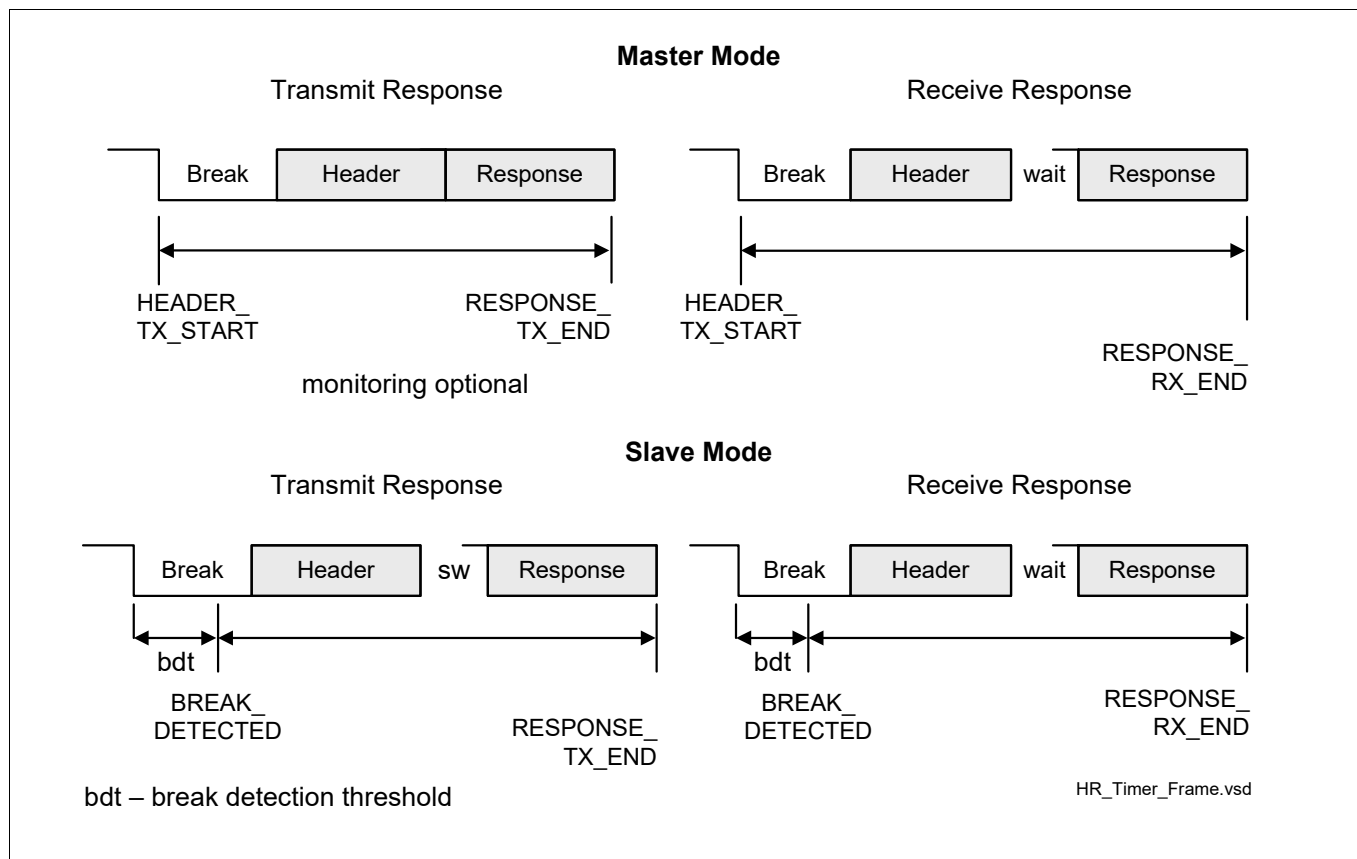 Master Mode
Transmit Response
Receive Response
Break
Header
Response
Break
Header
wait
Response
HEADER_
TX_START
RESPONSE_
TX_END
HEADER_
TX_START
RESPONSE_
RX_END
monitoring optional
Slave Mode
Transmit Response
Receive Response
Break
Header
sw
Response
Break
Header
wait
Response
bdt
bdt
BREAK_
DETECTED
RESPONSE_
TX_END
BREAK_
DETECTED
RESPONSE_
RX_END
bdt – break detection threshold
HR_Timer_Frame.vsd